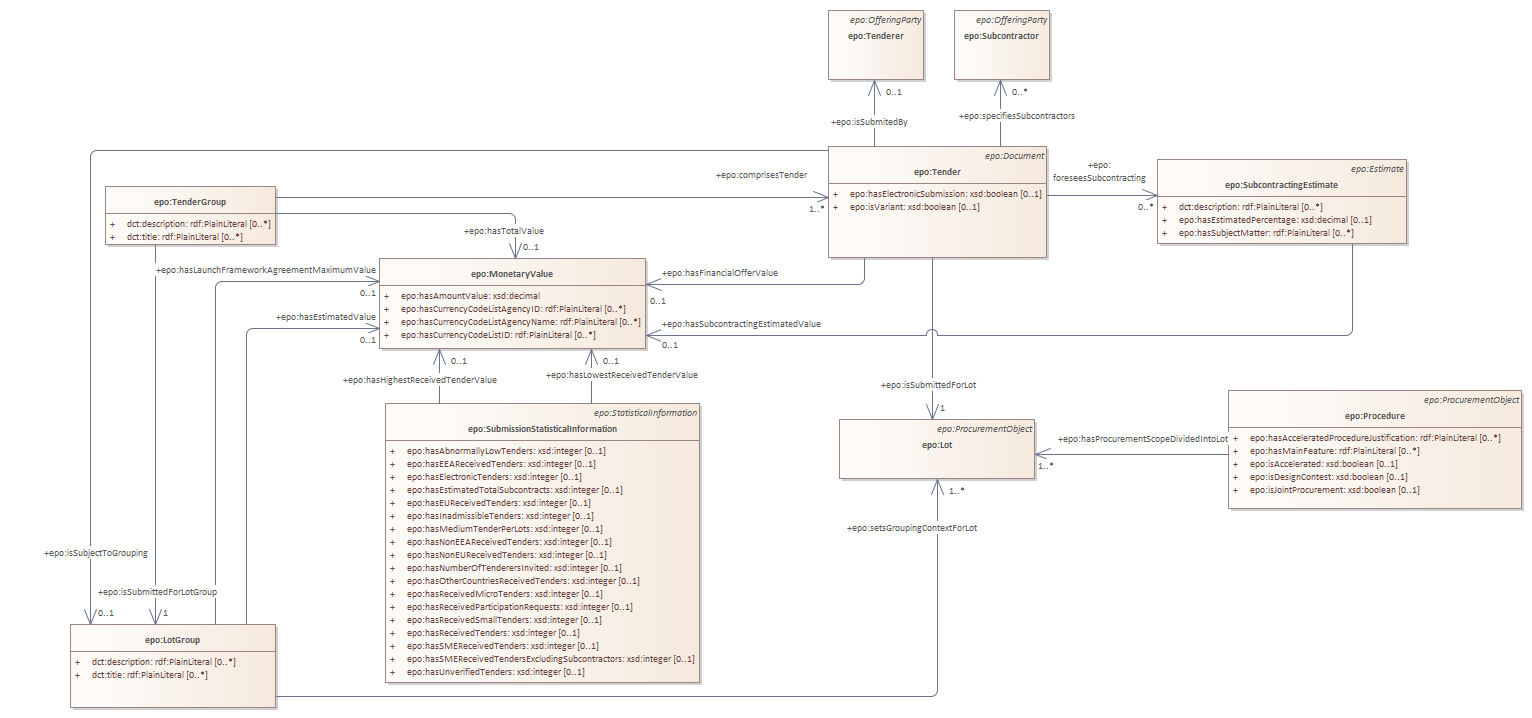 epo:OfferingParty
epo:Tenderer
epo:OfferingParty
epo:Subcontractor
0..1
0..*
+epo:isSubmitedBy
+epo:specifiesSubcontractors
epo:Document
epo:Tender
+ epo:hasElectronicSubmission: xsd:boolean [0..1]
+ epo:isVariant: xsd:boolean [0..1]
+epo:
foreseesSubcontracting
0..*
epo:Estimate
epo:SubcontractingEstimate
+ dct:description: rdf:PlainLiteral [0..*]
+ epo:hasEstimatedPercentage: xsd:decimal [0..1]
+ epo:hasSubjectMatter: rdf:PlainLiteral [0..*]
+epo:comprisesTender
1..*
epo:TenderGroup
+ dct:description: rdf:PlainLiteral [0..*]
+ dct:title: rdf:PlainLiteral [0..*]
+epo:hasTotalValue
0..1
+epo:hasLaunchFrameworkAgreementMaximumValue
0..1
+epo:hasEstimatedValue
0..1
epo:MonetaryValue
+ epo:hasAmountValue: xsd:decimal
+ epo:hasCurrencyCodeListAgencyID: rdf:PlainLiteral [0..*]
+ epo:hasCurrencyCodeListAgencyName: rdf:PlainLiteral [0..*]
+ epo:hasCurrencyCodeListID: rdf:PlainLiteral [0..*]
+epo:hasFinancialOfferValue
0..1
+epo:hasSubcontractingEstimatedValue
0..1
0..1
+epo:hasHighestReceivedTenderValue
0..1
+epo:hasLowestReceivedTenderValue
+epo:isSubmittedForLot
1
epo:StatisticalInformation
epo:SubmissionStatisticalInformation
+ epo:hasAbnormallyLowTenders: xsd:integer [0..1]
+ epo:hasEEAReceivedTenders: xsd:integer [0..1]
+ epo:hasElectronicTenders: xsd:integer [0..1]
+ epo:hasEstimatedTotalSubcontracts: xsd:integer [0..1]
+ epo:hasEUReceivedTenders: xsd:integer [0..1]
+ epo:hasInadmissibleTenders: xsd:integer [0..1]
+ epo:hasMediumTenderPerLots: xsd:integer [0..1]
+ epo:hasNonEEAReceivedTenders: xsd:integer [0..1]
+ epo:hasNonEUReceivedTenders: xsd:integer [0..1]
+ epo:hasNumberOfTenderersInvited: xsd:integer [0..1]
+ epo:hasOtherCountriesReceivedTenders: xsd:integer [0..1]
+ epo:hasReceivedMicroTenders: xsd:integer [0..1]
+ epo:hasReceivedParticipationRequests: xsd:integer [0..1]
+ epo:hasReceivedSmallTenders: xsd:integer [0..1]
+ epo:hasReceivedTenders: xsd:integer [0..1]
+ epo:hasSMEReceivedTenders: xsd:integer [0..1]
+ epo:hasSMEReceivedTendersExcludingSubcontractors: xsd:integer [0..1]
+ epo:hasUnverifiedTenders: xsd:integer [0..1]
epo:ProcurementObject
epo:Lot
+epo:hasProcurementScopeDividedIntoLot
1..*
epo:ProcurementObject
epo:Procedure
+ epo:hasAcceleratedProcedureJustification: rdf:PlainLiteral [0..*]
+ epo:hasMainFeature: rdf:PlainLiteral [0..*]
+ epo:isAccelerated: xsd:boolean [0..1]
+ epo:isDesignContest: xsd:boolean [0..1]
+ epo:isJointProcurement: xsd:boolean [0..1]
1..*
+epo:setsGroupingContextForLot
+epo:isSubjectToGrouping
0..1
+epo:isSubmittedForLotGroup
1
epo:LotGroup
+ dct:description: rdf:PlainLiteral [0..*]
+ dct:title: rdf:PlainLiteral [0..*]